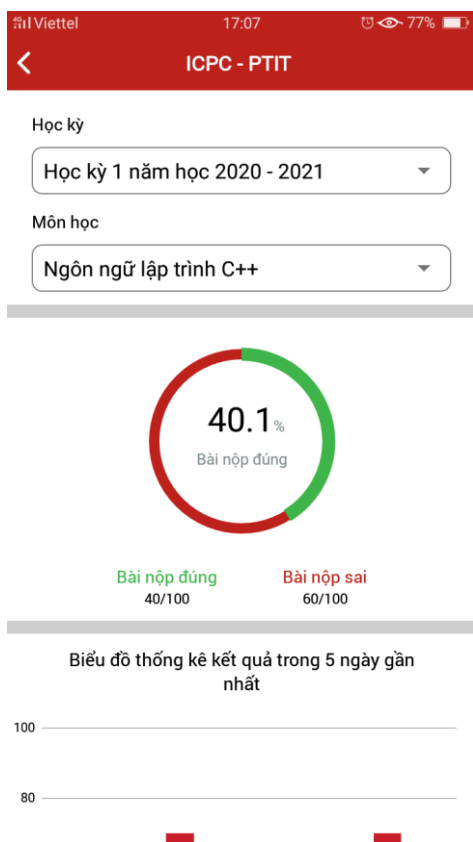 Viettel 17:07 77%
ICPC - PTIT
Học kỳ
Học kỳ 1 năm học 2020 - 2021
Môn học
Ngôn ngữ lập trình C++
40.1%
Bài nộp đúng
Bài nộp đúng Bài nộp sai
40/100 60/100
Biểu đồ thống kê kết quả trong 5 ngày gần
nhất
100
80